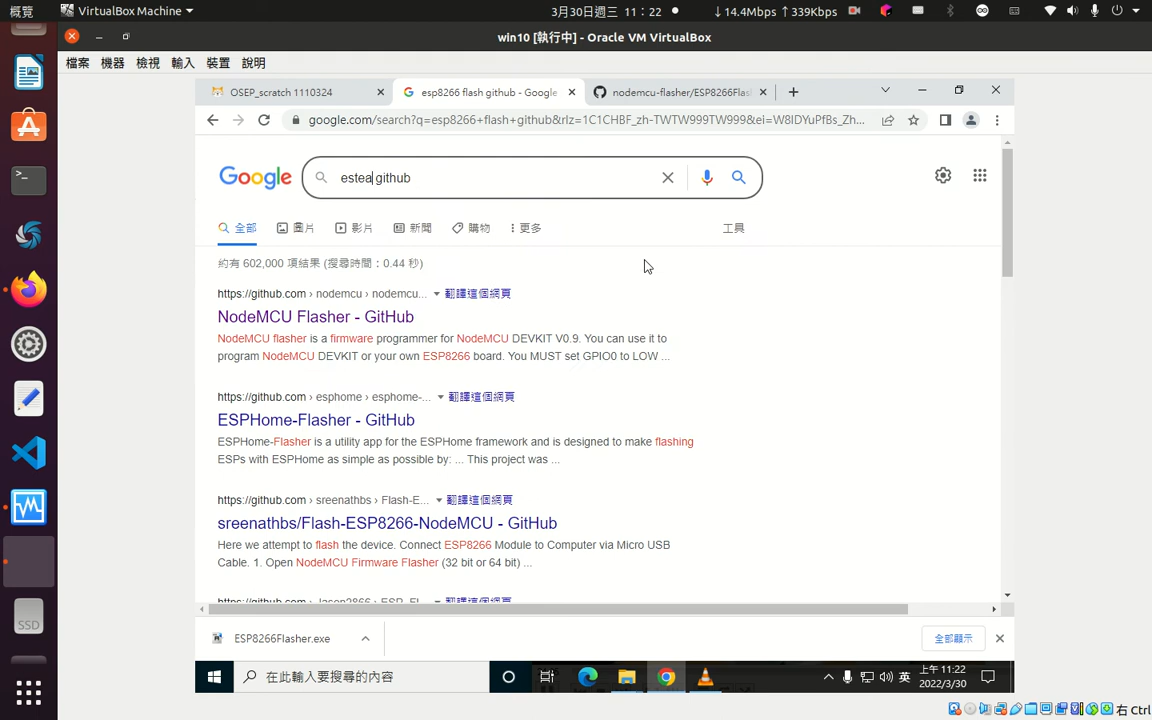 概覽 VirtualBox Machine 3月30日週三 11：22 ↓14.4Mbps ↑339Kbps
win10 [執行中] - Oracle VM VirtualBox
檔案 機器 檢視 輸入 裝置 說明
OSEP_scratch 1110324 esp8266 flash github - Google nodemcu-flasher/ESP8266Flas
google.com/search?q=esp8266+flash+github&rlz=1C1CHBF_zh-TWTW999TW999&ei=W8IDYuPfBs_Zh...
Google estea github
全部 圖片 影片 新聞 購物 更多 工具
約有 602,000 項結果 (搜尋時間：0.44 秒)
https://github.com › nodemcu › nodemcu... 翻譯這個網頁
NodeMCU Flasher - GitHub
NodeMCU flasher is a firmware programmer for NodeMCU DEVKIT V0.9. You can use it to
program NodeMCU DEVKIT or your own ESP8266 board. You MUST set GPIO0 to LOW ...
https://github.com › esphome › esphome-... 翻譯這個網頁
ESPHome-Flasher - GitHub
ESPHome-Flasher is a utility app for the ESPHome framework and is designed to make flashing
ESPs with ESPHome as simple as possible by: ... This project was ...
https://github.com › sreenathbs › Flash-E... 翻譯這個網頁
sreenathbs/Flash-ESP8266-NodeMCU - GitHub
Here we attempt to flash the device. Connect ESP8266 Module to Computer via Micro USB
Cable. 1. Open NodeMCU Firmware Flasher (32 bit or 64 bit) ...
ESP8266Flasher.exe 全部顯示
SSD
在此輸入要搜尋的內容 英 上午 11:22
2022/3/30
右 Ctrl